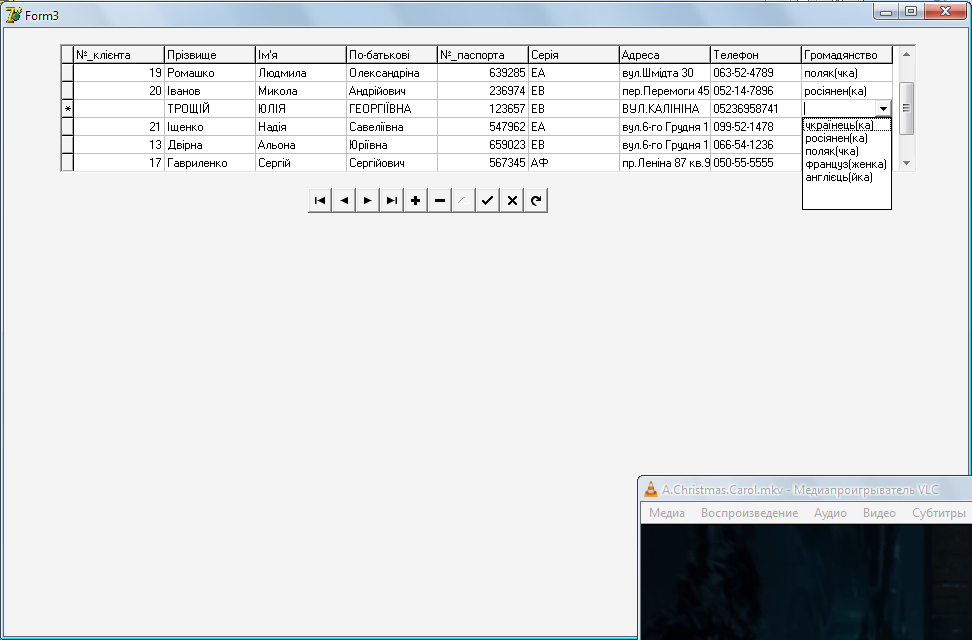 Form3
№_клієнта Прізвище Ім'я По-батькові №_паспорта Серія Адреса Телефон Громадянство
19 Ромашко Людмила Олександріна 639285 ЕА вул.Шмідта 30 063-52-4789 поляк(чка)
20 Іванов Микола Андрійович 236974 ЕВ пер.Перемоги 45 052-14-7896 росіянен(ка)
* ТРОЩІЙ ЮЛІЯ ГЕОРГІЇВНА 123657 ЕВ ВУЛ.КАЛІНІНА 05236958741
21 Іщенко Надія Савеліївна 547962 ЕА вул.6-го Грудня 1 099-52-1478
13 Двірна Альона Юріївна 659023 ЕВ вул.6-го Грудня 1 066-54-1236
17 Гавриленко Сергій Сергійович 567345 АФ пр.Леніна 87 кв.9 050-55-5555
українець(ка)
росіянен(ка)
поляк(чка)
француз(женка)
англієць(йка)
A.Christmas.Carol.mkv - Медиапроигрыватель VLC
Медиа Воспроизведение Аудио Видео Субтитры